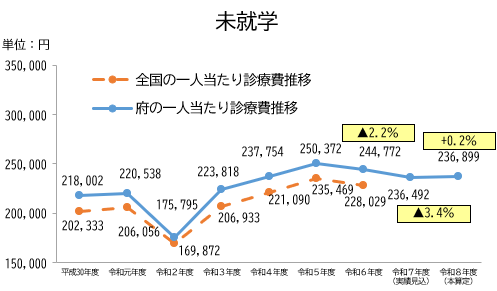 未就学
単位：円
全国の一人当たり診療費推移
府の一人当たり診療費推移
350,000
300,000
250,000
200,000
150,000
218,002
220,538
175,795
223,818
237,754
250,372
244,772
236,492
236,899
202,333
206,056
169,872
206,933
221,090
235,469
228,029
▲2.2%
+0.2%
▲3.4%
平成30年度
令和元年度
令和２年度
令和３年度
令和４年度
令和５年度
令和６年度
令和７年度
(実績見込)
令和８年度
(本算定)